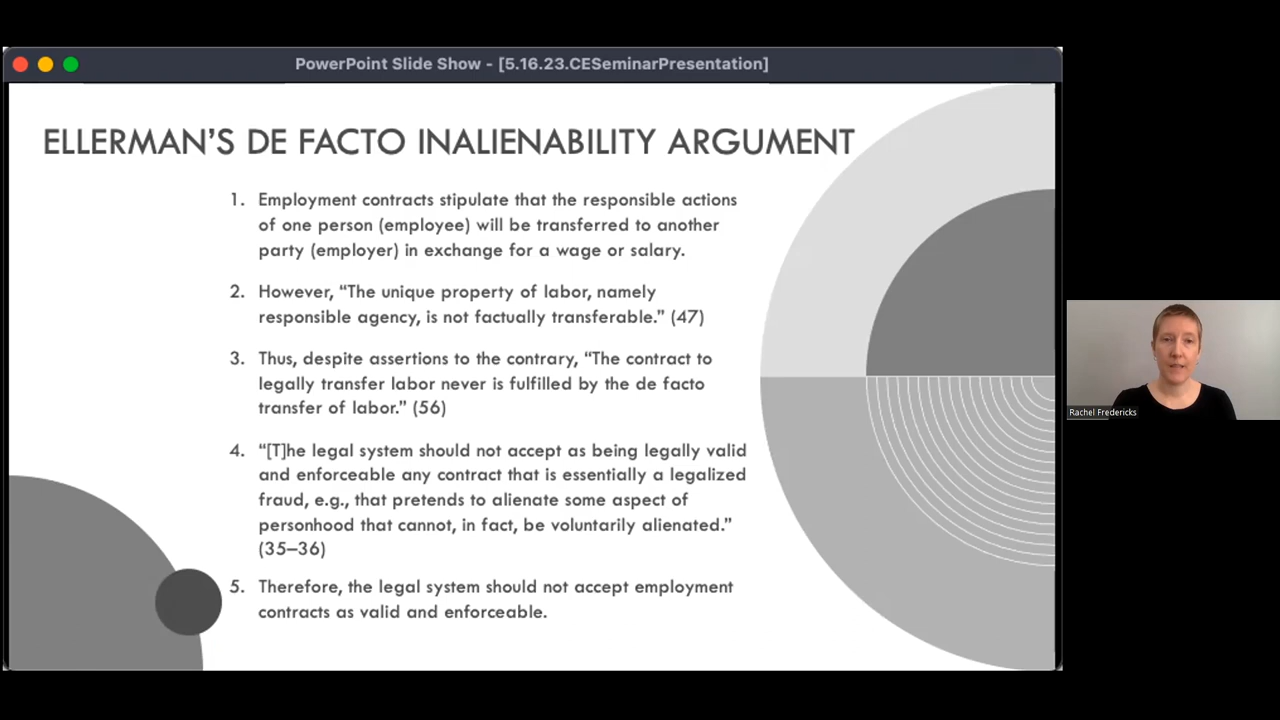 PowerPoint Slide Show - [5.16.23.CESeminarPresentation]
ELLERMAN’S DE FACTO INALIENABILITY ARGUMENT
1. Employment contracts stipulate that the responsible actions
of one person (employee) will be transferred to another
party (employer) in exchange for a wage or salary.
2. However, “The unique property of labor, namely
responsible agency, is not factually transferable.” (47)
3. Thus, despite assertions to the contrary, “The contract to
legally transfer labor never is fulfilled by the de facto
transfer of labor.” (56)
4. “[T]he legal system should not accept as being legally valid
and enforceable any contract that is essentially a legalized
fraud, e.g., that pretends to alienate some aspect of
personhood that cannot, in fact, be voluntarily alienated.”
(35–36)
5. Therefore, the legal system should not accept employment
contracts as valid and enforceable.
Rachel Fredericks